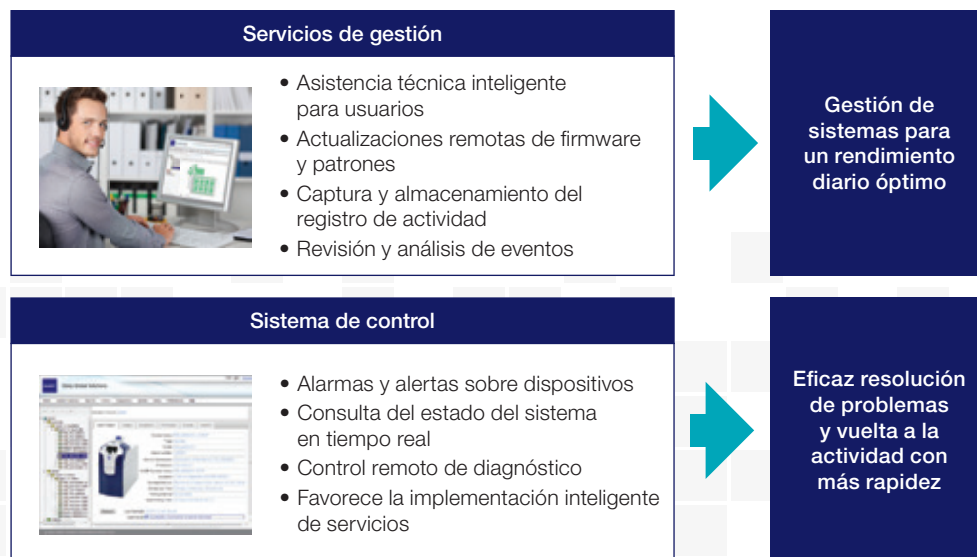 Servicios de gestión
• Asistencia técnica inteligente
para usuarios
• Actualizaciones remotas de firmware
y patrones
• Captura y almacenamiento del
registro de actividad
• Revisión y análisis de eventos
Gestión de
sistemas para
un rendimiento
diario óptimo
Sistema de control
• Alarmas y alertas sobre dispositivos
• Consulta del estado del sistema
en tiempo real
• Control remoto de diagnóstico
• Favorece la implementación inteligente
de servicios
Eficaz resolución
de problemas
y vuelta a la
actividad con
más rapidez